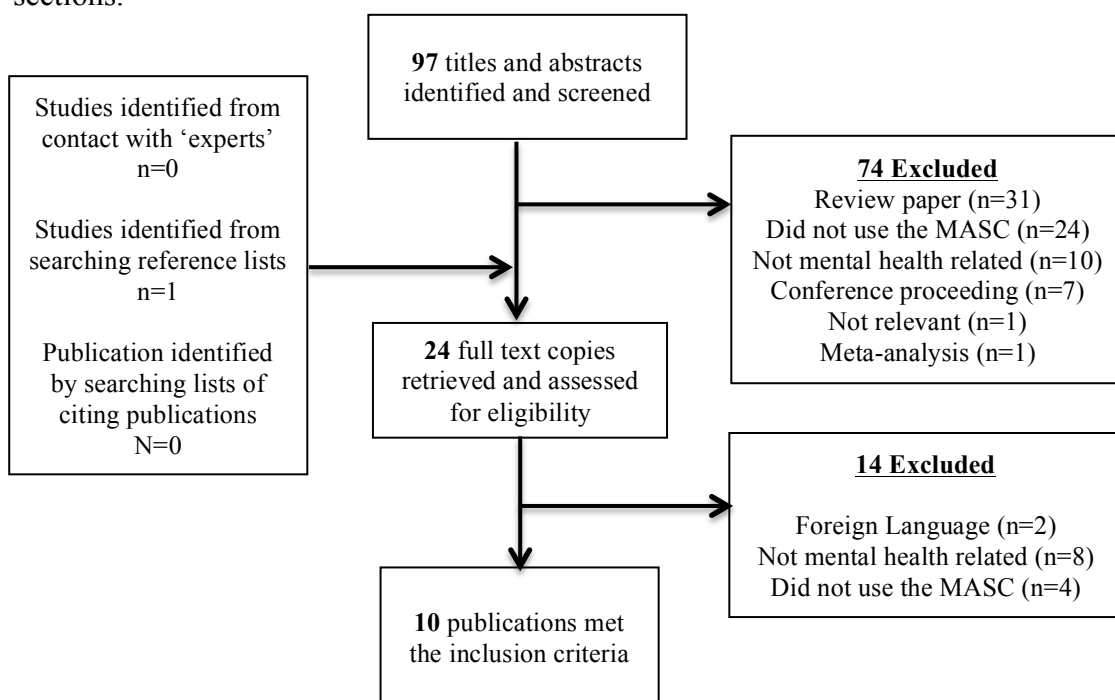 sections.
97 titles and abstracts
identified and screened
Studies identified from
contact with ‘experts’
n=0
Studies identified from
searching reference lists
n=1
Publication identified
by searching lists of
citing publications
N=0
74 Excluded
Review paper (n=31)
Did not use the MASC (n=24)
Not mental health related (n=10)
Conference proceeding (n=7)
Not relevant (n=1)
Meta-analysis (n=1)
24 full text copies
retrieved and assessed
for eligibility
14 Excluded
Foreign Language (n=2)
Not mental health related (n=8)
Did not use the MASC (n=4)
10 publications met
the inclusion criteria